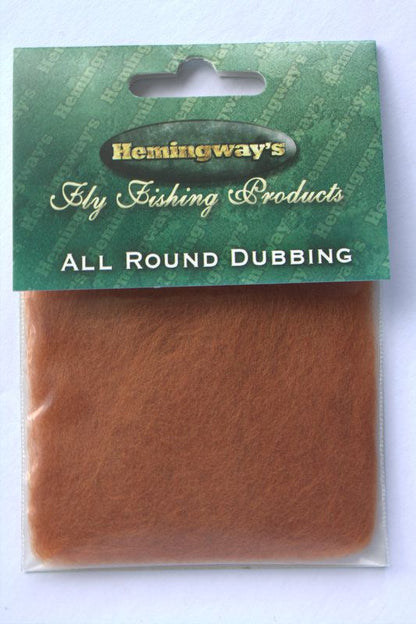 Hemingway's
Fly Fishing Products
ALL ROUND DUBBING